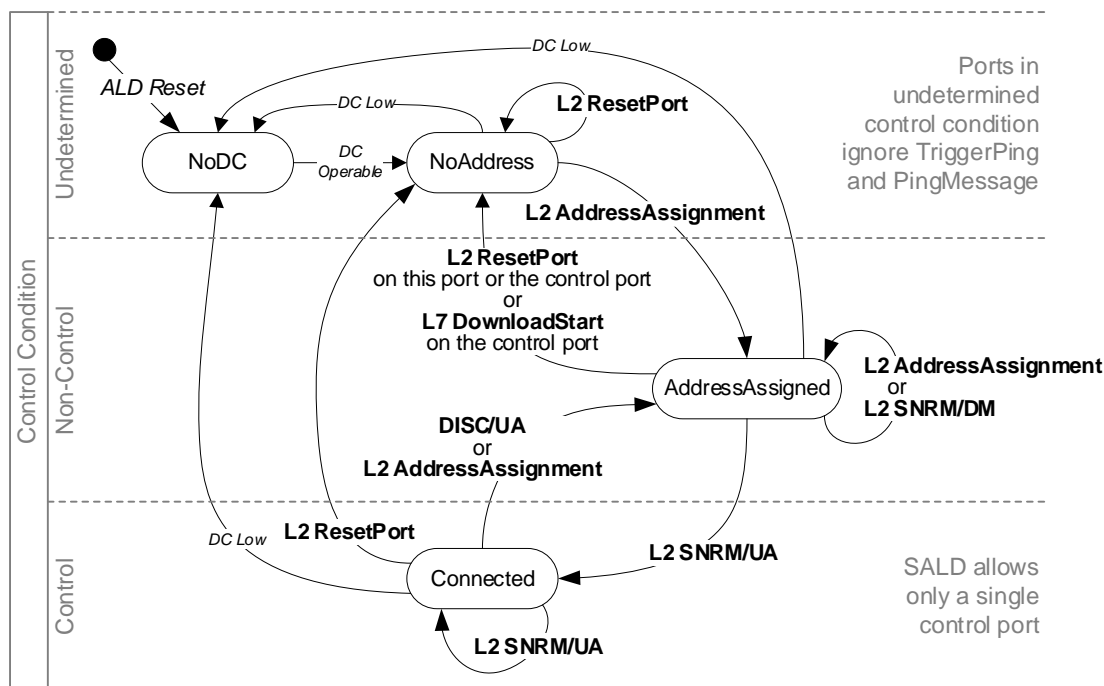 Control Condition
Undetermined
Non-Control
Control
ALD Reset
DC Low
DC Low
L2 ResetPort
Ports in
undetermined
control condition
ignore TriggerPing
and PingMessage
NoDC
DC
Operable
NoAddress
L2 AddressAssignment
L2 ResetPort
on this port or the control port
or
L7 DownloadStart
on the control port
AddressAssigned
L2 AddressAssignment
or
L2 SNRM/DM
DISC/UA
or
L2 AddressAssignment
DC Low
L2 ResetPort
L2 SNRM/UA
Connected
L2 SNRM/UA
SALD allows
only a single
control port